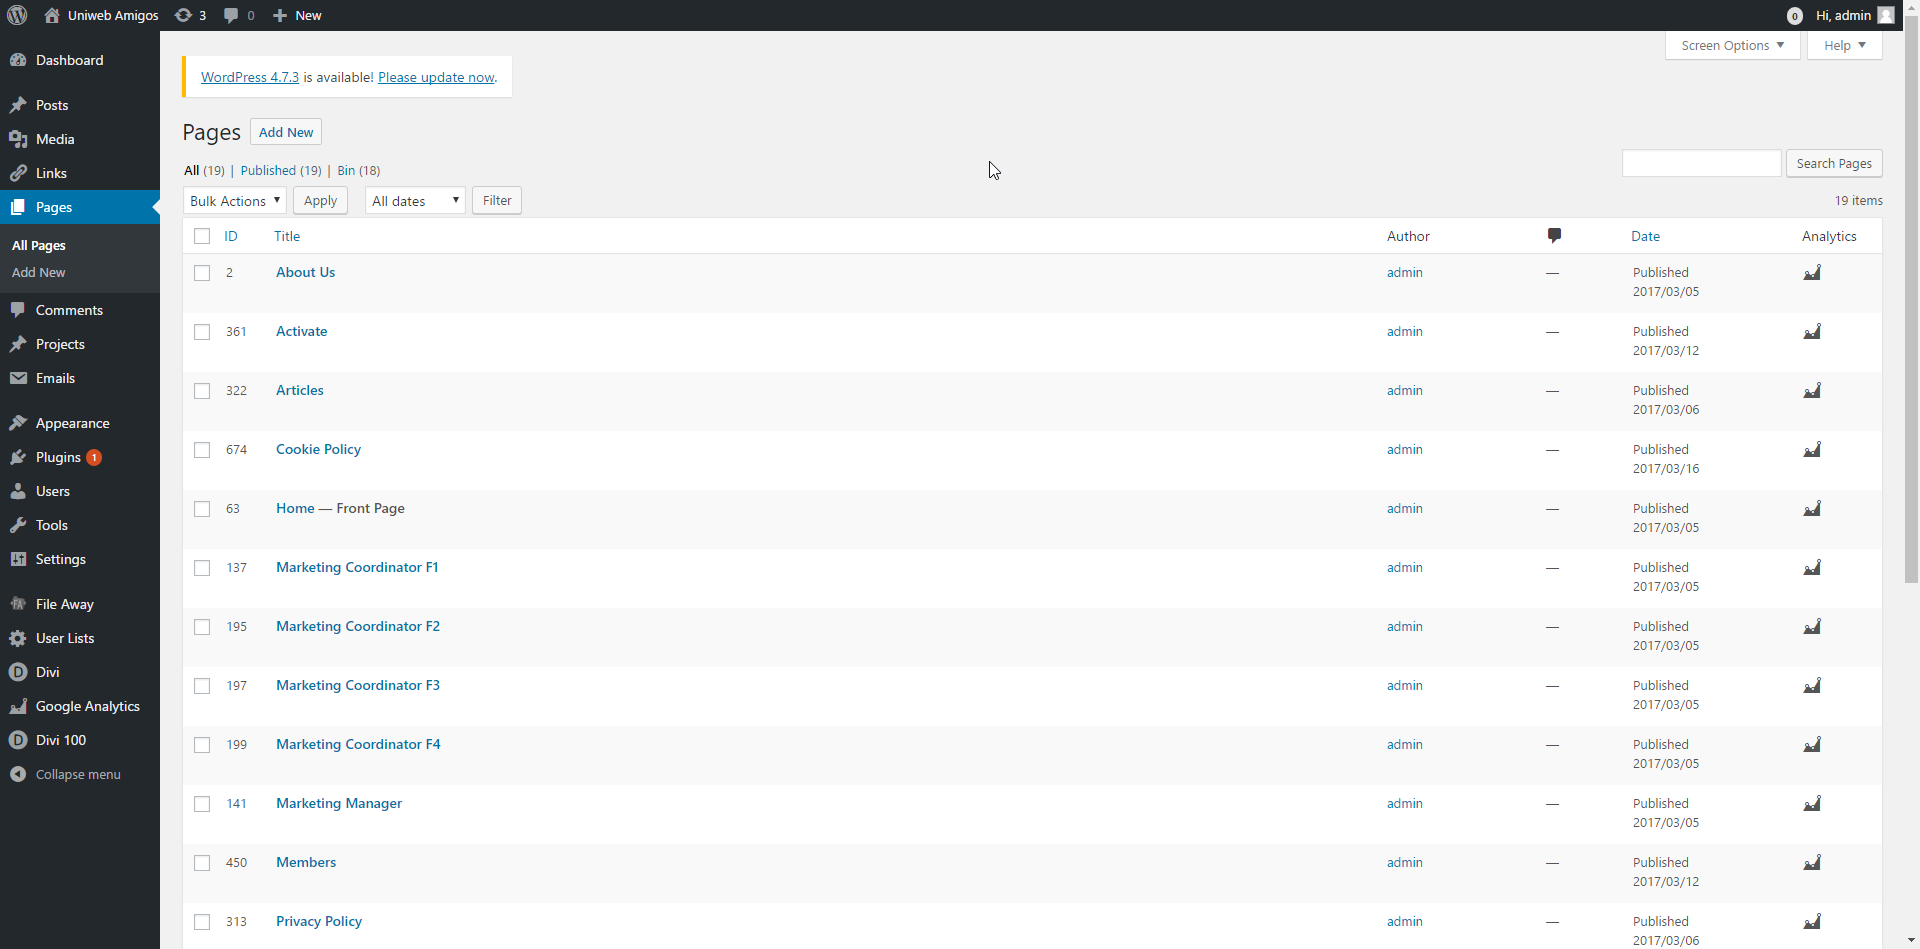 Uniweb Amigos 3 0 New 0 Hi, admin
Screen Options Help
WordPress 4.7.3 is available! Please update now.
Dashboard
Posts
Media
Links
Pages
All Pages
Add New
Comments
Projects
Emails
Appearance
Plugins 1
Users
Tools
Settings
File Away
User Lists
D Divi
Google Analytics
D Divi 100
Collapse menu
Pages Add New
All (19) | Published (19) | Bin (18)
Search Pages
Bulk Actions Apply All dates Filter 19 items
ID Title Author Date Analytics
2 About Us admin — Published
2017/03/05
361 Activate admin — Published
2017/03/12
322 Articles admin — Published
2017/03/06
674 Cookie Policy admin — Published
2017/03/16
63 Home — Front Page admin — Published
2017/03/05
137 Marketing Coordinator F1 admin — Published
2017/03/05
195 Marketing Coordinator F2 admin — Published
2017/03/05
197 Marketing Coordinator F3 admin — Published
2017/03/05
199 Marketing Coordinator F4 admin — Published
2017/03/05
141 Marketing Manager admin — Published
2017/03/05
450 Members admin — Published
2017/03/12
313 Privacy Policy admin — Published
2017/03/06